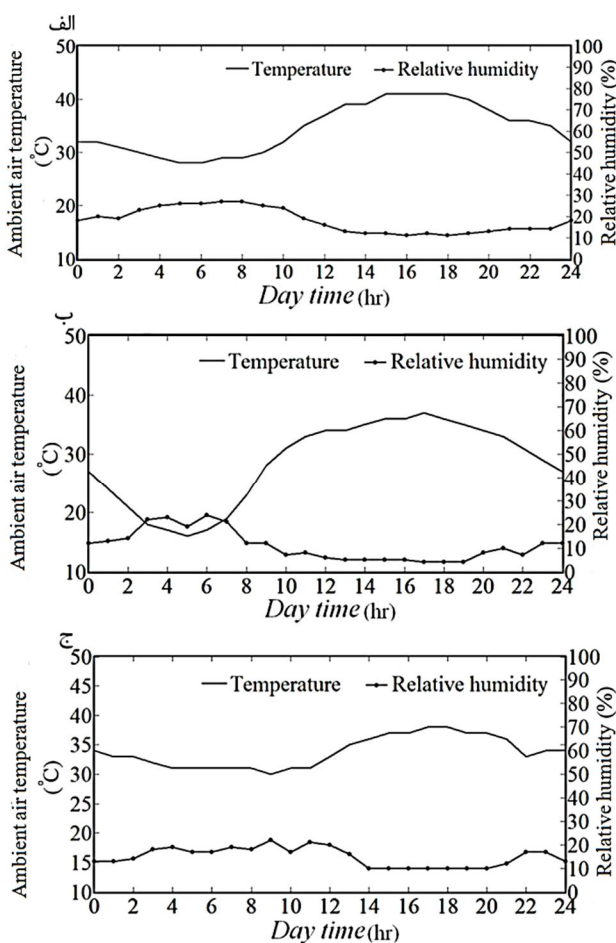 الف
50
40
30
20
10
100
90
80
70
60
50
40
30
20
10
0
Temperature
Relative humidity
Ambient air temperature
(°C)
Relative humidity (%)
0 2 4 6 8 10 12 14 16 18 20 22 24
Day time (hr)
ب
50
40
30
20
10
100
90
80
70
60
50
40
30
20
10
0
Temperature
Relative humidity
Ambient air temperature
(°C)
Relative humidity (%)
0 2 4 6 8 10 12 14 16 18 20 22 24
Day time (hr)
ج
50
45
40
35
30
25
20
15
10
100
90
80
70
60
50
40
30
20
10
0
Temperature
Relative humidity
Ambient air temperature
(°C)
Relative humidity (%)
0 2 4 6 8 10 12 14 16 18 20 22 24
Day time (hr)